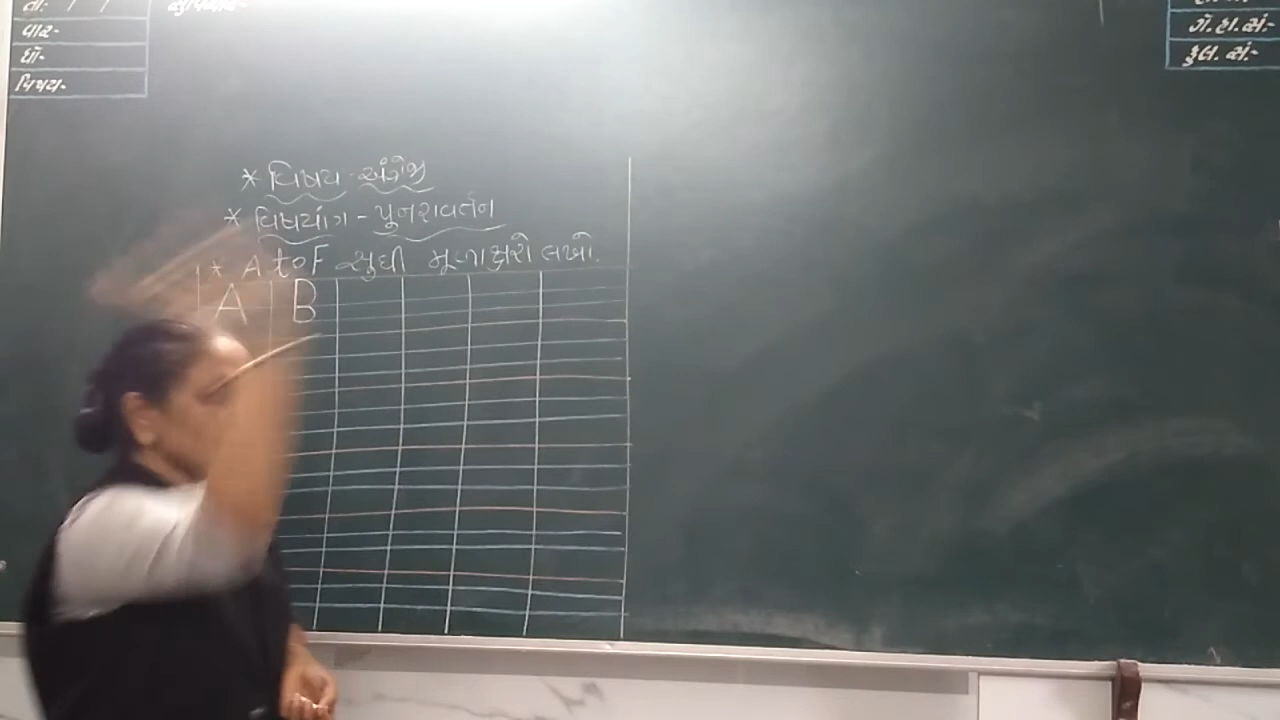 તા:- / /
સુવિચાર:-
વાર-
ધો-
વિષય-
ગે.હા.સં:-
કુલ.સં:-
* વિષય - અંગ્રેજી
* વિષયાંગ - પૂનરાવર્તન
* A to F સુધી મૂળાક્ષરો લખો.
A B